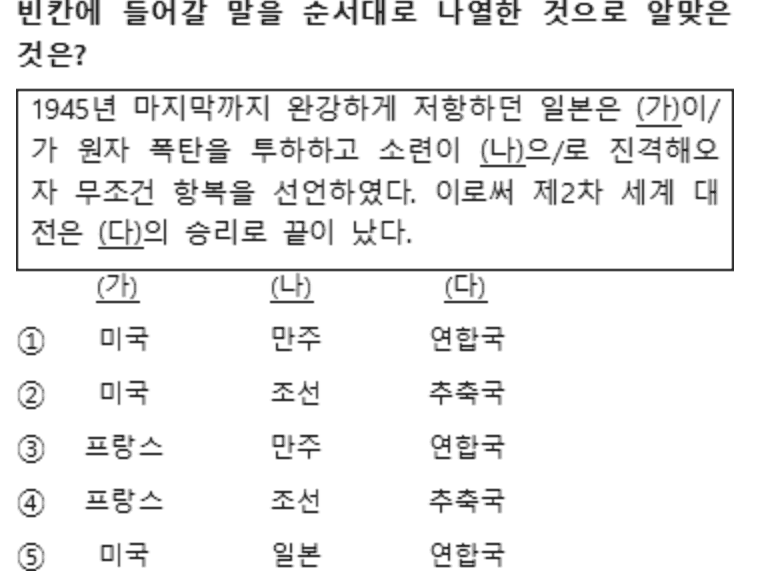 빈칸에 들어갈 말을 순서대로 나열한 것으로 알맞은
것은?
1945년 마지막까지 완강하게 저항하던 일본은 (가)이/
가 원자 폭탄을 투하하고 소련이 (나)으/로 진격해오
자 무조건 항복을 선언하였다. 이로써 제2차 세계 대
전은 (다)의 승리로 끝이 났다.
(가) (나) (다)
① 미국 만주 연합국
② 미국 조선 추축국
③ 프랑스 만주 연합국
④ 프랑스 조선 추축국
⑤ 미국 일본 연합국